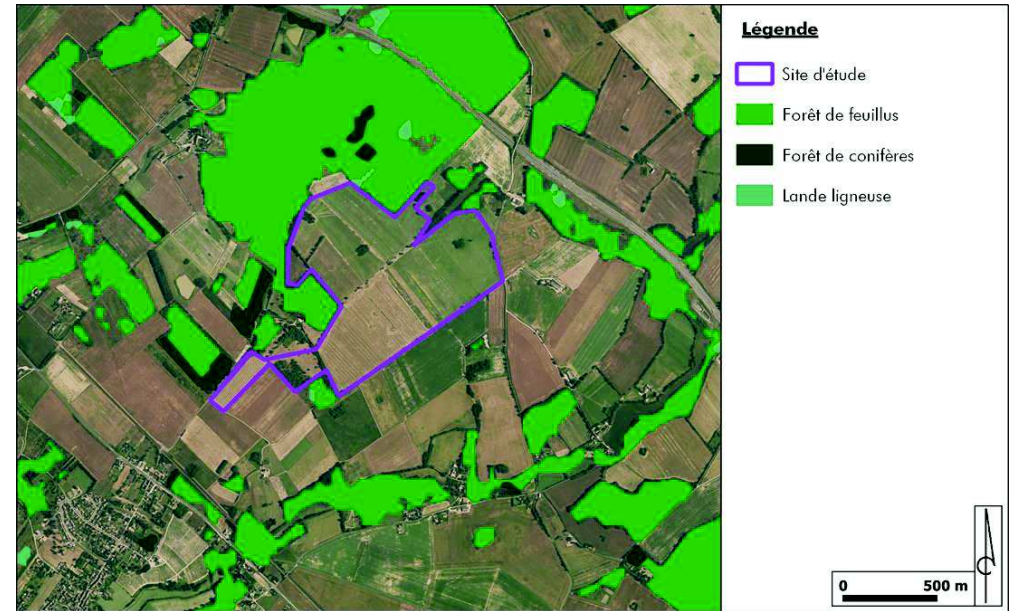 Légende
Site d'étude
Forêt de feuillus
Forêt de conifères
Lande ligneuse
0 500 m